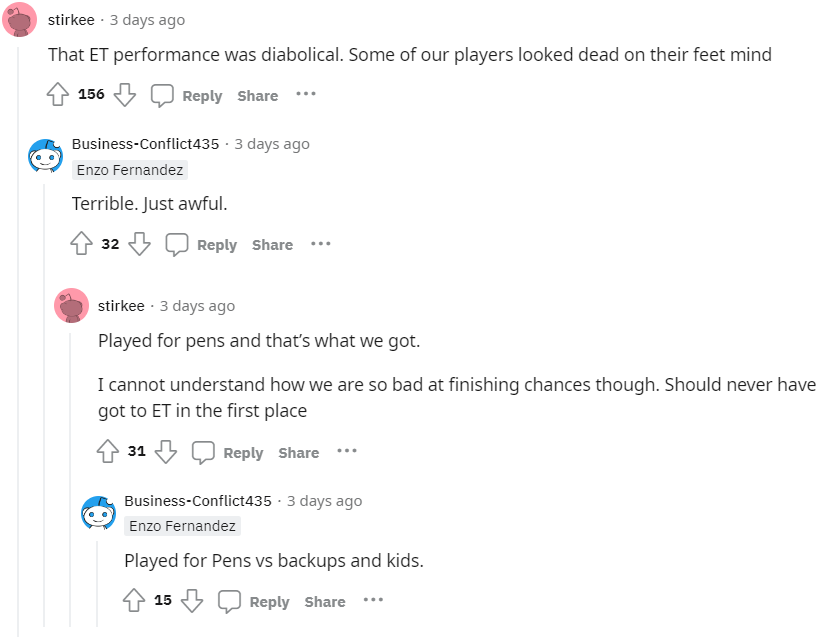 stirkee · 3 days ago
That ET performance was diabolical. Some of our players looked dead on their feet mind
156 Reply Share ···
Business-Conflict435 · 3 days ago
Enzo Fernandez
Terrible. Just awful.
32 Reply Share ···
stirkee · 3 days ago
Played for pens and that’s what we got.
I cannot understand how we are so bad at finishing chances though. Should never have
got to ET in the first place
31 Reply Share ···
Business-Conflict435 · 3 days ago
Enzo Fernandez
Played for Pens vs backups and kids.
15 Reply Share ···